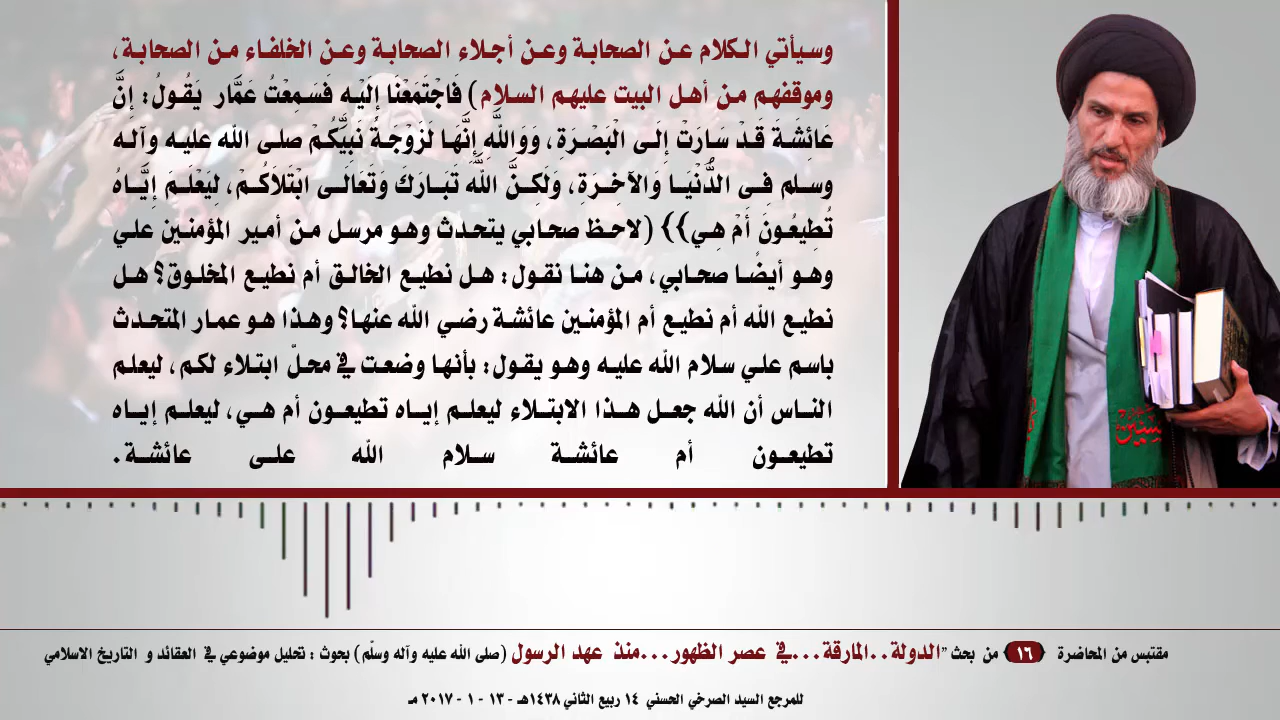 وسيأتي الكلام عن الصحابة وعن أجلاء الصحابة وعن الخلفاء من الصحابة،
وموقفهم من أهل البيت عليهم السلام) فَاجْتَمَعْنَا إِلَيْهِ فَسَمِعْتُ عَمَّار يَقُولُ: إِنَّ
عَائِشَةَ قَدْ سَارَتْ إِلَى الْبَصْرَةِ، وَوَاللَّهِ إِنَّهَا لَزَوْجَةُ نَبِيِّكُمْ صلى الله عليه وآله
وسلم فِي الدُّنْيَا وَالآخِرَةِ، وَلَكِنَّ اللَّهَ تَبَارَكَ وَتَعَالَى ابْتَلاَكُمْ، لِيَعْلَمَ إِيَّاهُ
تُطِيعُونَ أَمْ هِي}} (لاحظ صحابي يتحدث وهو مرسل من أمير المؤمنين علي
وهو أيضًا صحابي، من هنا نقول: هل نطيع الخالق أم نطيع المخلوق؟ هل
نطيع الله أم نطيع أم المؤمنين عائشة رضي الله عنها؟ وهذا هو عمار المتحدث
باسم علي سلام الله عليه وهو يقول: بأنها وضعت في محلّ ابتلاء لكم، ليعلم
الناس أن الله جعل هذا الابتلاء ليعلم إياه تطيعون أم هي، ليعلم إياه
تطيعون أم عائشة سلام الله على عائشة.
مقتبس من المحاضرة ١٦ من بحث "الدولة..المارقة...في عصر الظهور...منذ عهد الرسول (صلى الله عليه وآله وسلّم) بحوث : تحليل موضوعي في العقائد و التاريخ الاسلامي
للمرجع السيد الصرخي الحسني ١٤ ربيع الثاني ١٤٣٨هـ - ١٣ - ١ - ٢٠١٧ مـ